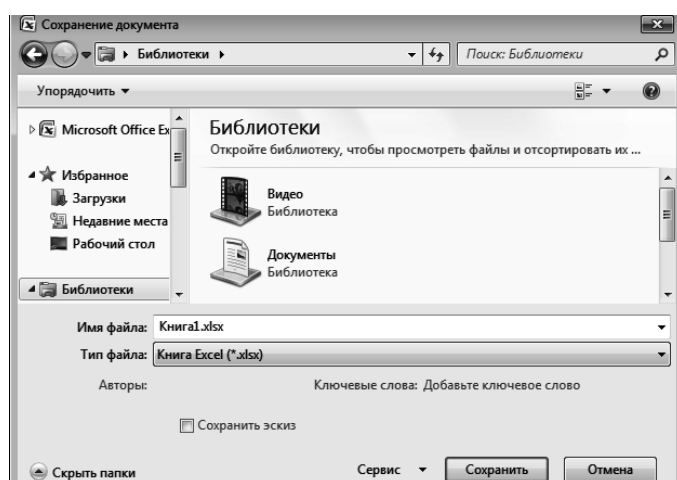 Сохранение документа
Библиотеки
Поиск: Библиотеки
Упорядочить
Microsoft Office Ex
Избранное
Загрузки
Недавние места
Рабочий стол
Библиотеки
Библиотеки
Откройте библиотеку, чтобы просмотреть файлы и отсортировать их ...
Видео
Библиотека
Документы
Библиотека
Имя файла: Книга1.xlsx
Тип файла: Книга Excel (*.xlsx)
Авторы: Ключевые слова: Добавьте ключевое слово
Сохранить эскиз
Скрыть папки Сервис Сохранить Отмена